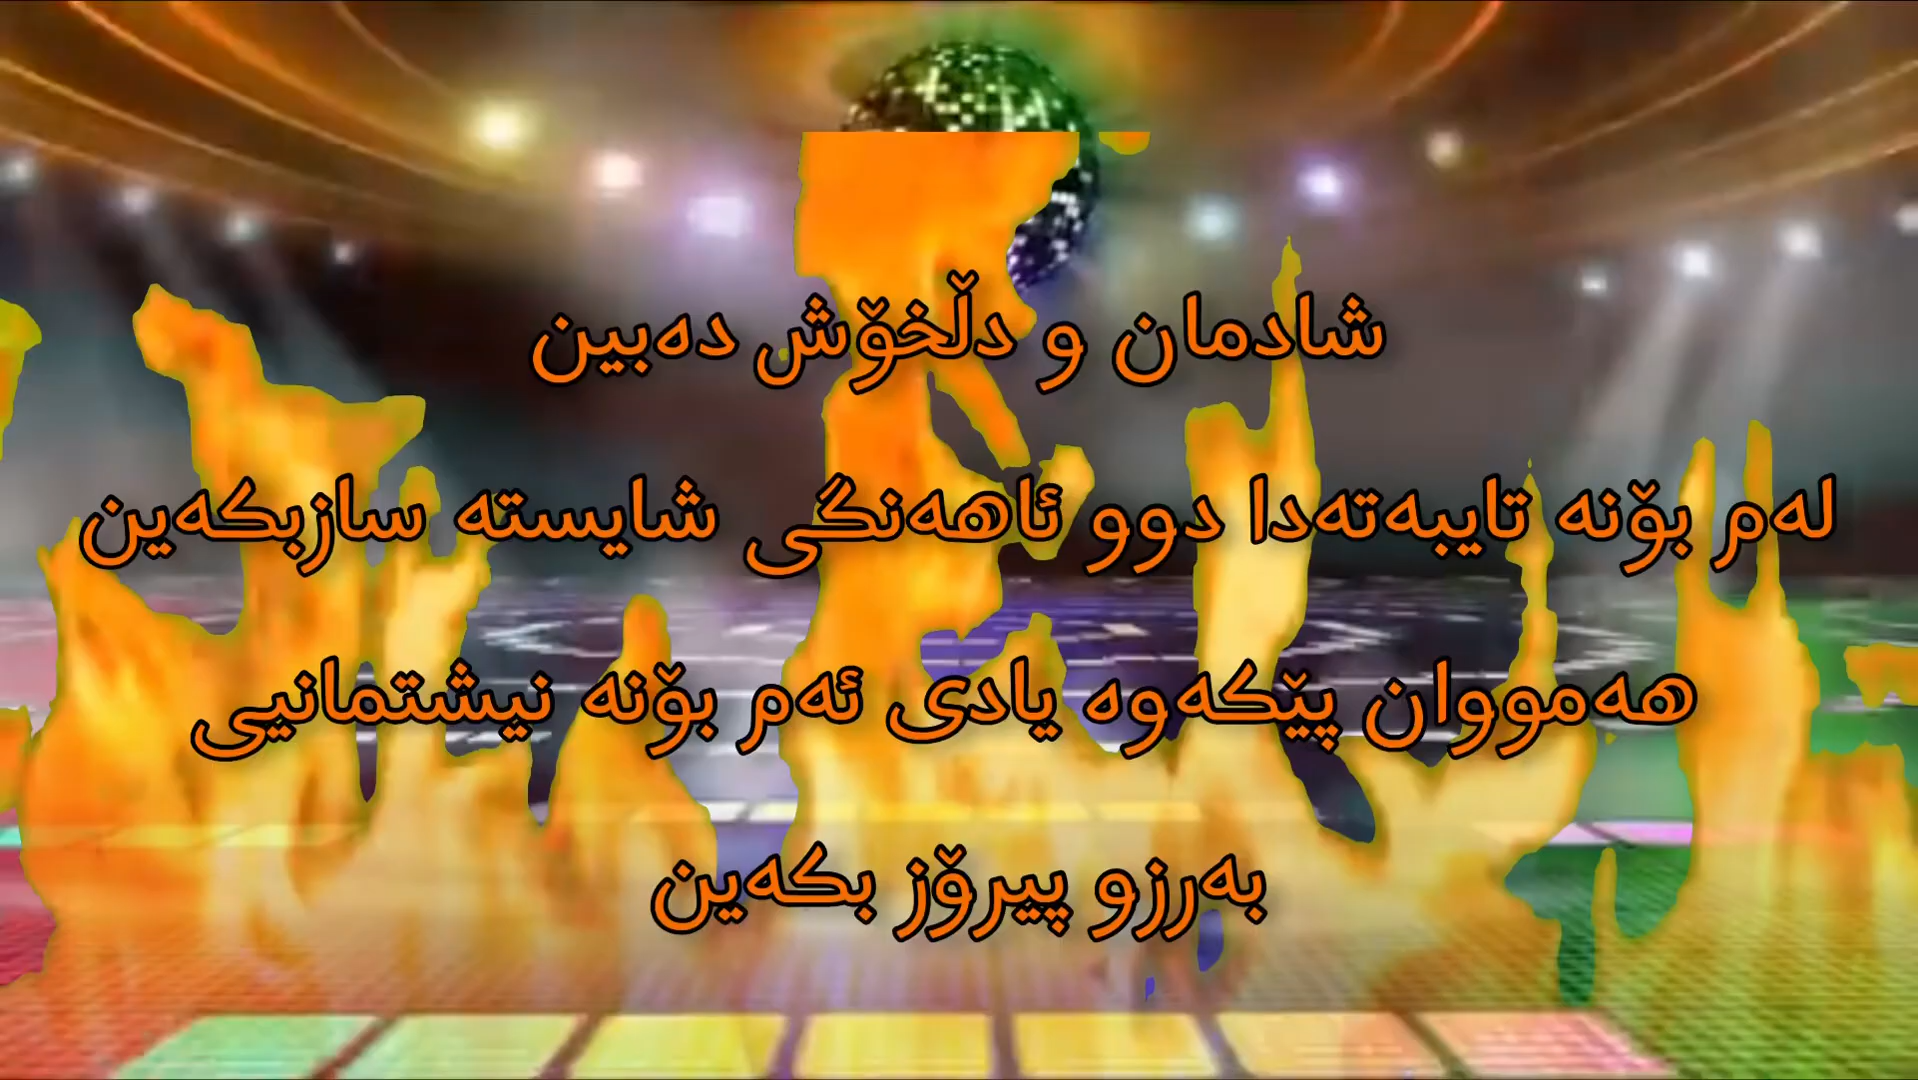 شادمان و دڵخۆش دەبین
لەم بۆنە تایبەتەدا دوو ئاهەنگی شایستە سازبکەین
هەمووان پێکەوە یادی ئەم بۆنە نیشتمانیی
بەرزو پیرۆز بکەین